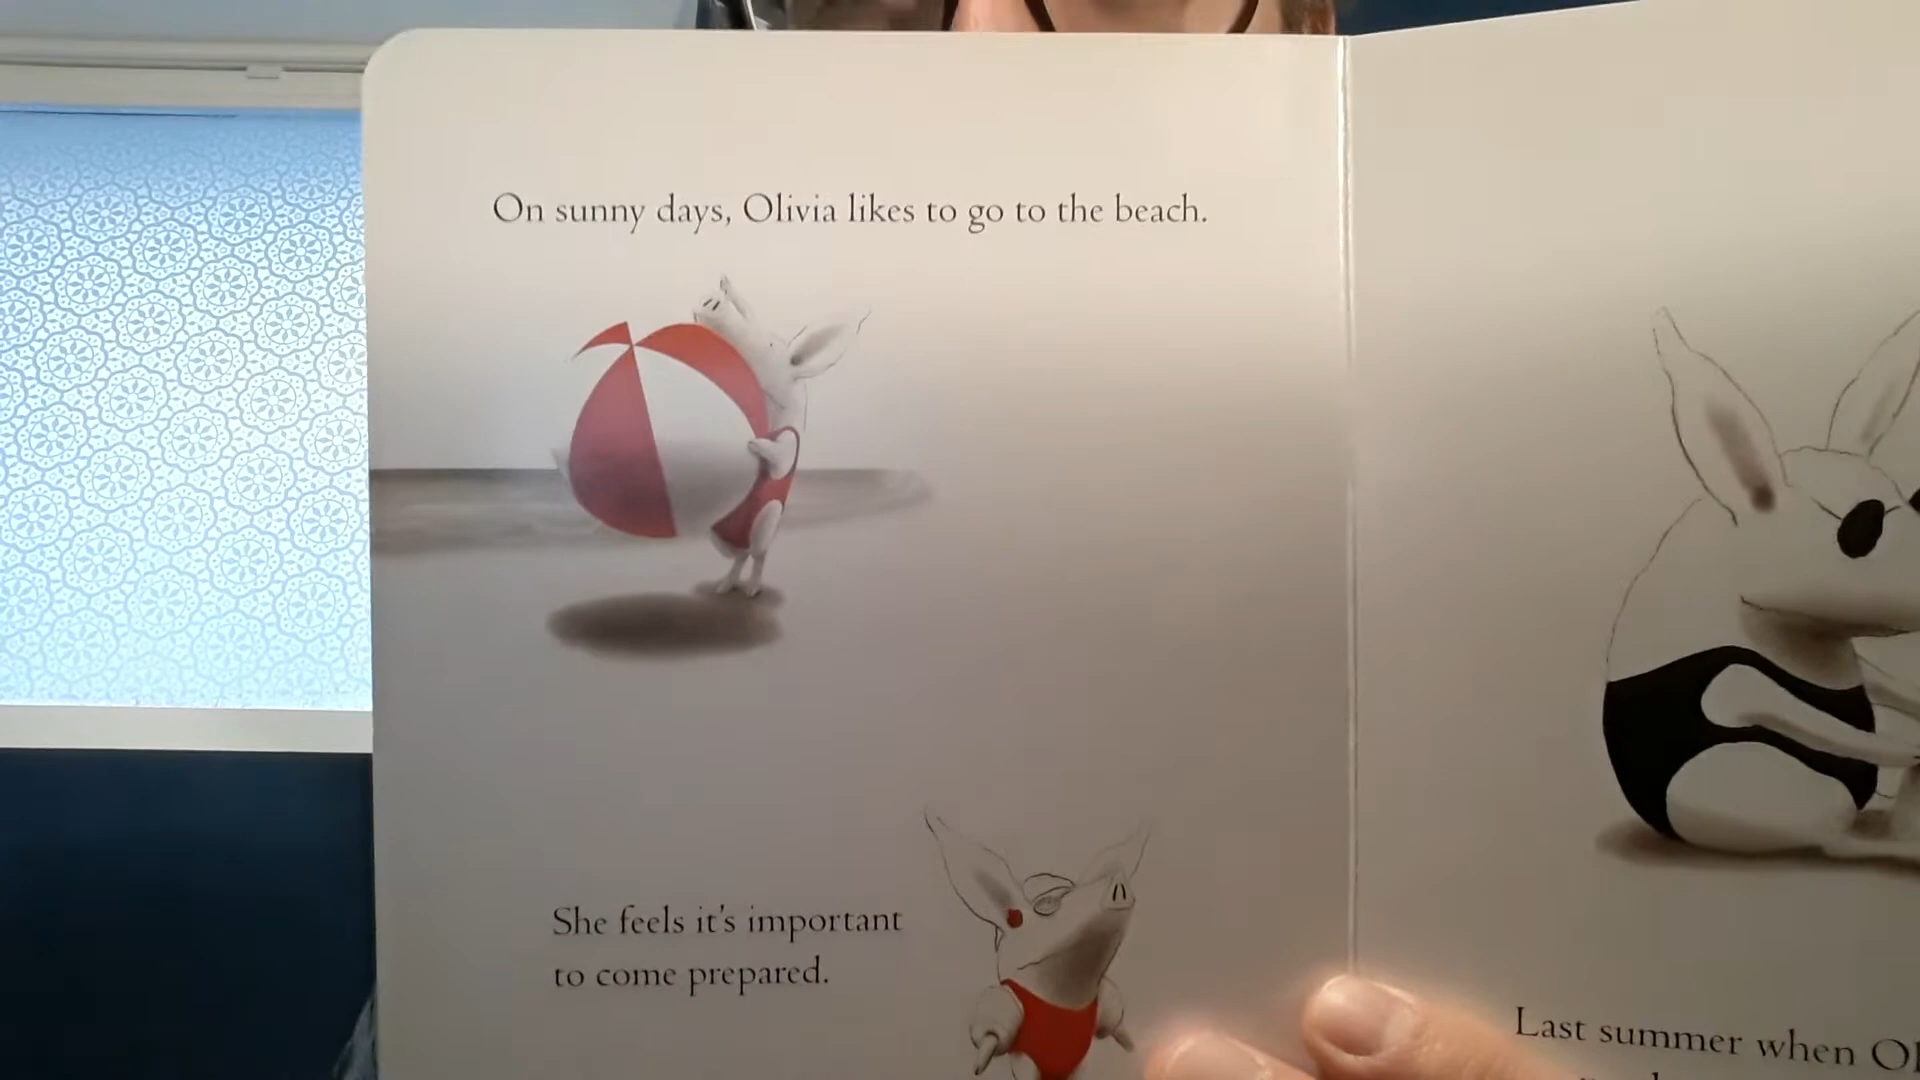 On sunny days, Olivia likes to go to the beach.
She feels it's important
to come prepared.
Last summer when